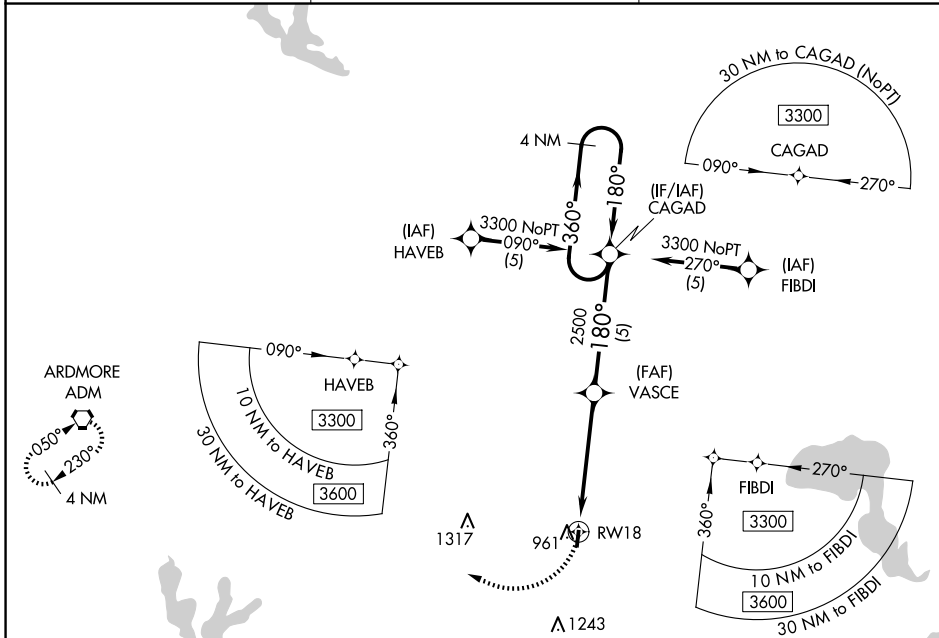 30 NM to CAGAD (NoPT)
3300
CAGAD
090°
270°
4 NM
360°
180°
(IF/IAF)
CAGAD
(IAF)
HAVEB
3300 NoPT
090°
(5)
3300 NoPT
270°
(5)
(IAF)
FIBDI
2500
180°
(5)
(FAF)
VASCE
090°
HAVEB
3300
360°
10 NM to HAVEB
3600
30 NM to HAVEB
ARDMORE
ADM
050°
230°
4 NM
270°
FIBDI
360°
3300
10 NM to FIBDI
3600
30 NM to FIBDI
1317
961
RW18
1243